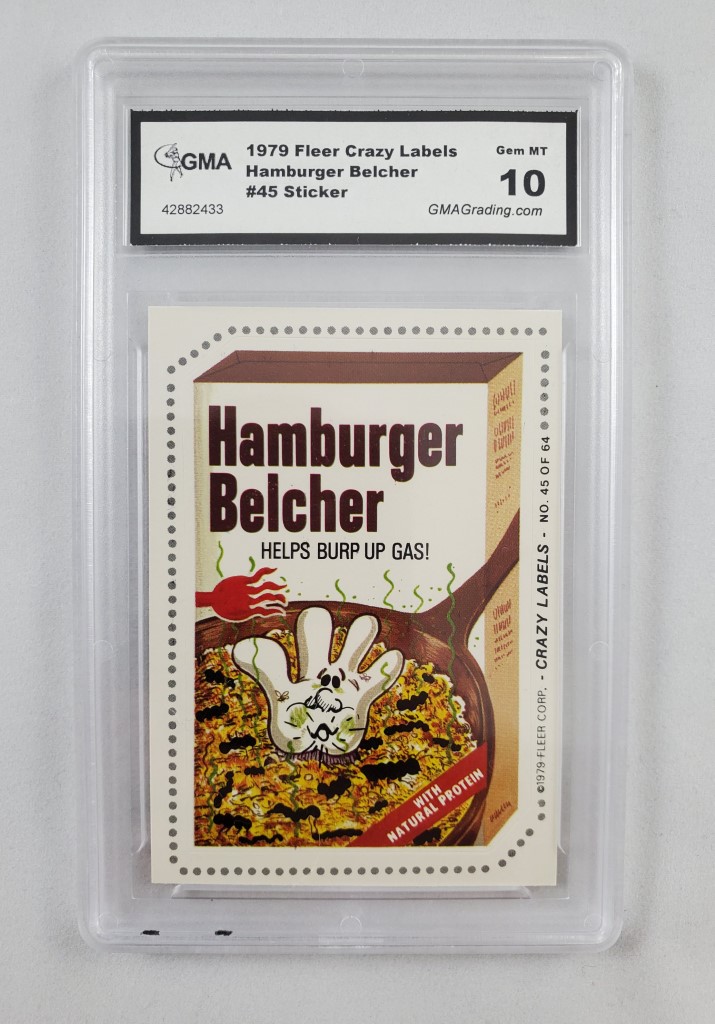 GMA
1979 Fleer Crazy Labels
Hamburger Belcher
#45 Sticker
42882433
Gem MT
10
GMAGrading.com
Hamburger
Belcher
HELPS BURP UP GAS!
WITH
NATURAL PROTEIN
©1979 FLEER CORP. - CRAZY LABELS - NO. 45 OF 64